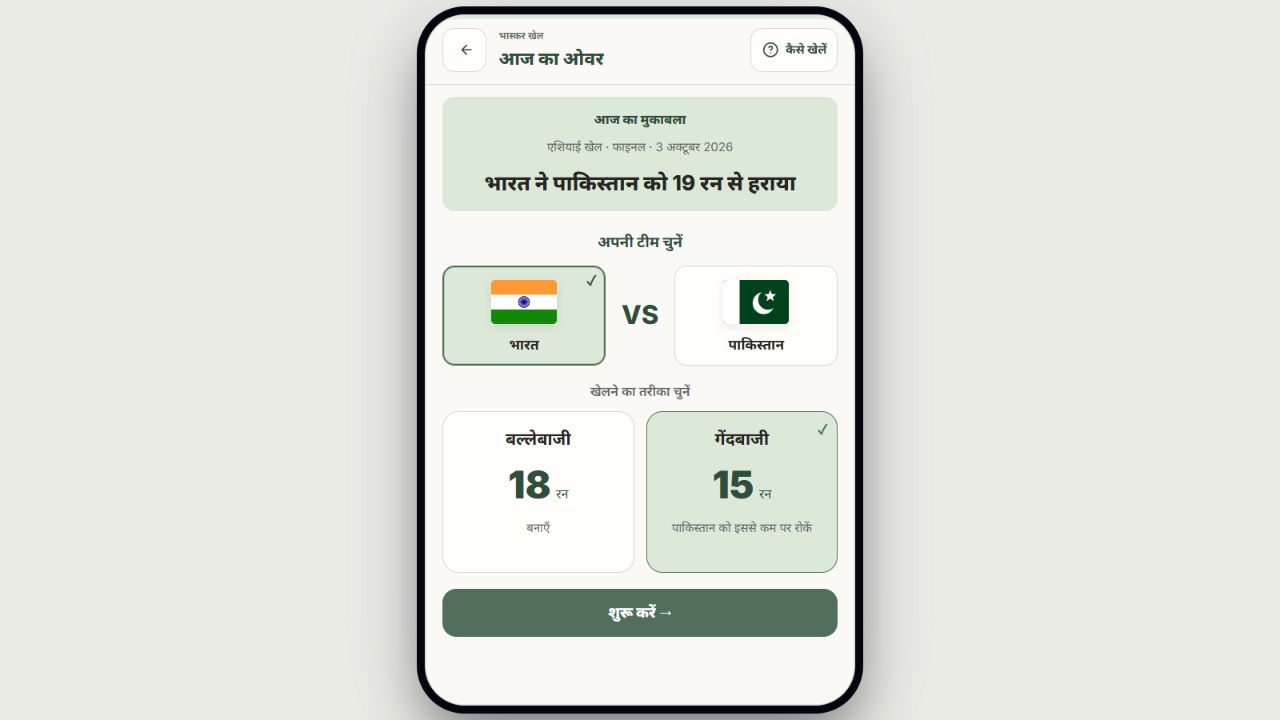 भास्कर खेल
आज का ओवर
कैसे खेलें
आज का मुकाबला
एशियाई खेल · फाइनल · 3 अक्टूबर 2026
भारत ने पाकिस्तान को 19 रन से हराया
अपनी टीम चुनें
भारत
VS
पाकिस्तान
खेलने का तरीका चुनें
बल्लेबाजी
18 रन
बनाएँ
गेंदबाजी
15 रन
पाकिस्तान को इससे कम पर रोकें
शुरू करें →